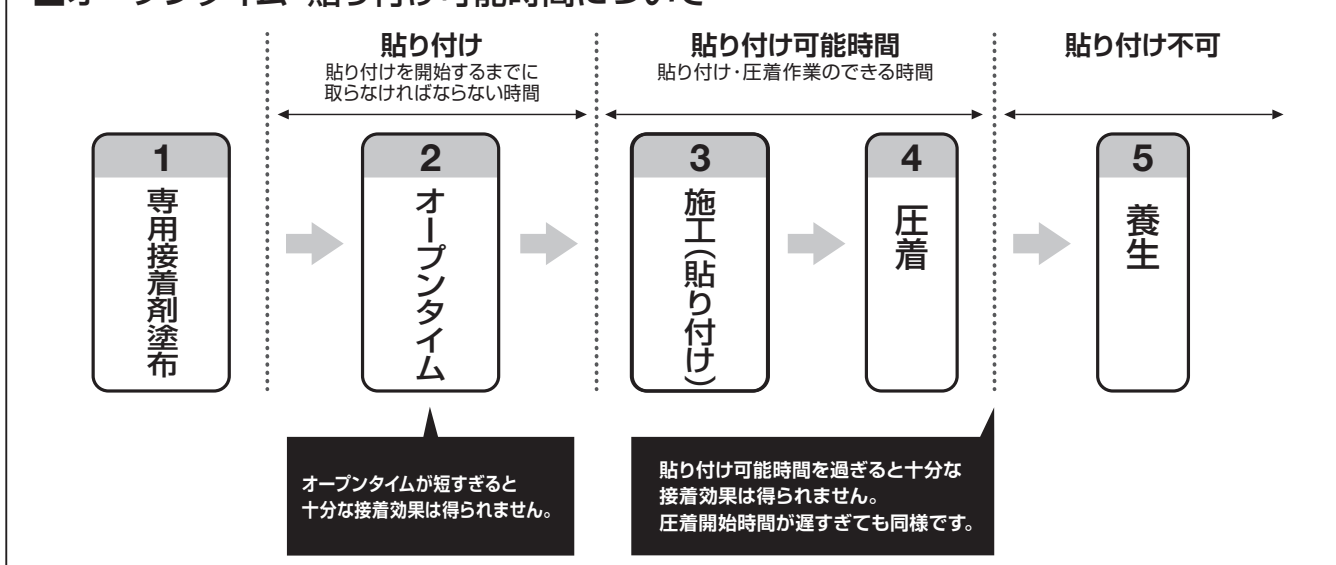 貼り付け
貼り付けを開始するまでに
取らなければならない時間
貼り付け可能時間
貼り付け・圧着作業のできる時間
貼り付け不可
1
専用接着剤塗布
2
オープンタイム
3
施工(貼り付け)
4
圧着
5
養生
オープンタイムが短すぎると
十分な接着効果は得られません。
貼り付け可能時間を過ぎると十分な
接着効果は得られません。
圧着開始時間が遅すぎても同様です。